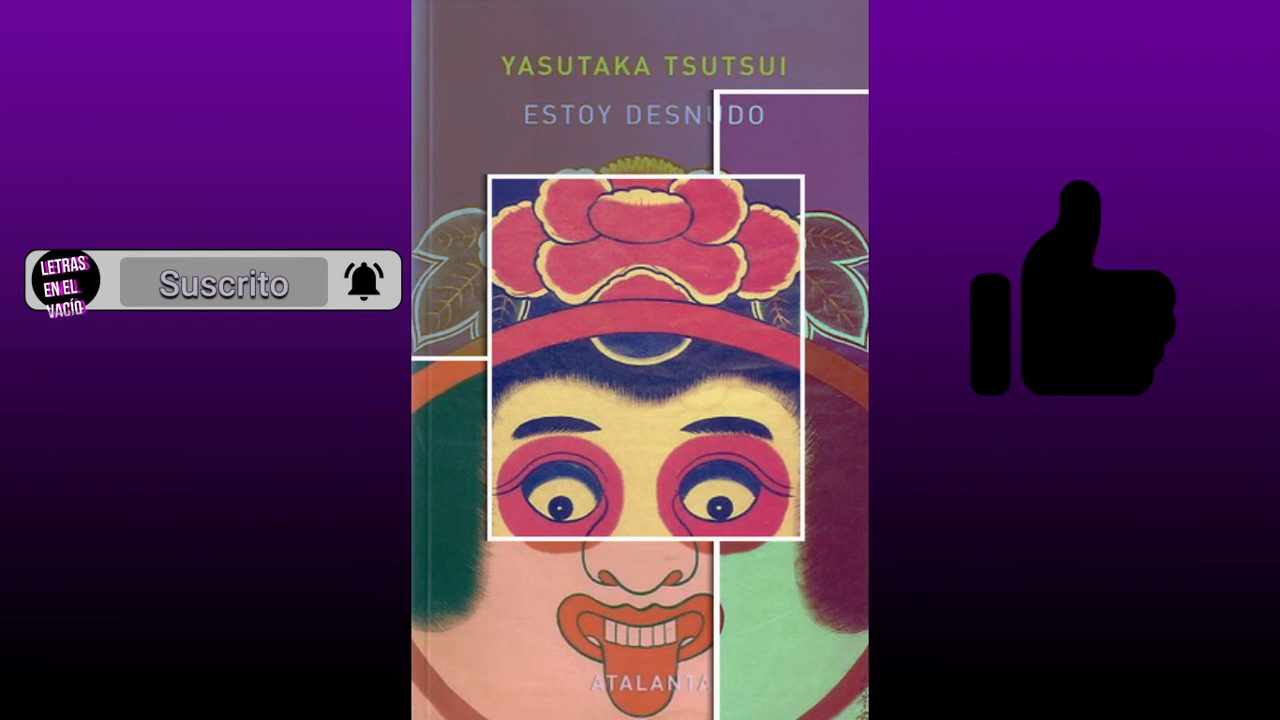 YASUTAKA TSUTSUI
ESTOY DESNUDO
LETRAS
EN EL
VACÍO
Suscrito
ATALANTA